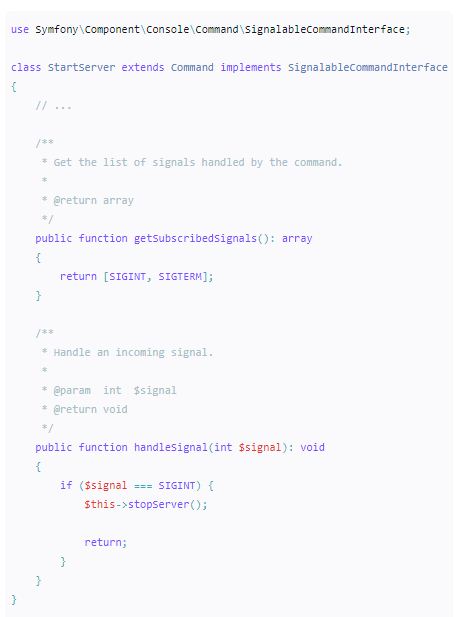 use Symfony\Component\Console\Command\SignalableCommandInterface;

class StartServer extends Command implements SignalableCommandInterface
{
    // ...

    /**
     * Get the list of signals handled by the command.
     *
     * @return array
     */
    public function getSubscribedSignals(): array
    {
        return [SIGINT, SIGTERM];
    }

    /**
     * Handle an incoming signal.
     *
     * @param  int  $signal
     * @return void
     */
    public function handleSignal(int $signal): void
    {
        if ($signal === SIGINT) {
            $this->stopServer();

            return;
        }
    }
}